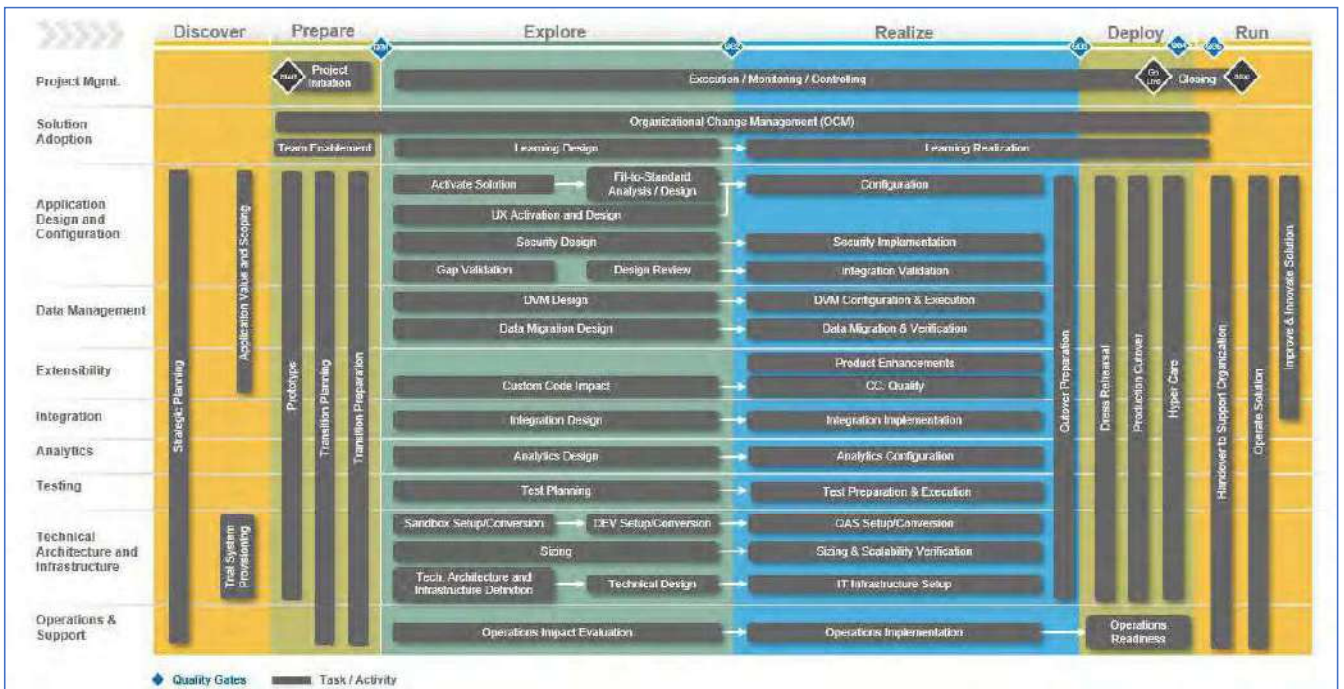 Discover Prepare Explore Realize Deploy Run
Project Mgmt.
Start
Project
Initiation
Execution / Monitoring / Controlling
Go
Live
Closing
Solution
Adoption
Organizational Change Management (OCM)
Team Enablement
Learning Design
Learning Realization
Application
Design and
Configuration
Activate Solution
Fit-to-Standard
Analysis / Design
Configuration
UX Activation and Design
Security Design
Security Implementation
Gap Validation
Design Review
Integration Validation
Data Management
DVM Design
DVM Configuration & Execution
Data Migration Design
Data Migration & Verification
Extensibility
Product Enhancements
Custom Code Impact
CC. Quality
Integration
Integration Design
Integration Implementation
Analytics
Analytics Design
Analytics Configuration
Testing
Test Planning
Test Preparation & Execution
Technical
Architecture and
Infrastructure
Sandbox Setup/Conversion
DEV Setup/Conversion
QAS Setup/Conversion
Sizing
Sizing & Scalability Verification
Tech. Architecture and
Infrastructure Definition
Technical Design
IT Infrastructure Setup
Operations &
Support
Operations Impact Evaluation
Operations Implementation
Operations
Readiness
Strategic Planning
Application Value and Scoping
Trial System
Provisioning
Prototype
Transition Planning
Transition Preparation
Cutover Preparation
Dress Rehearsal
Production Cutover
Hyper Care
Handover to Support Organization
Operate Solution
Improve & Innovate Solution
Quality Gates
Task / Activity